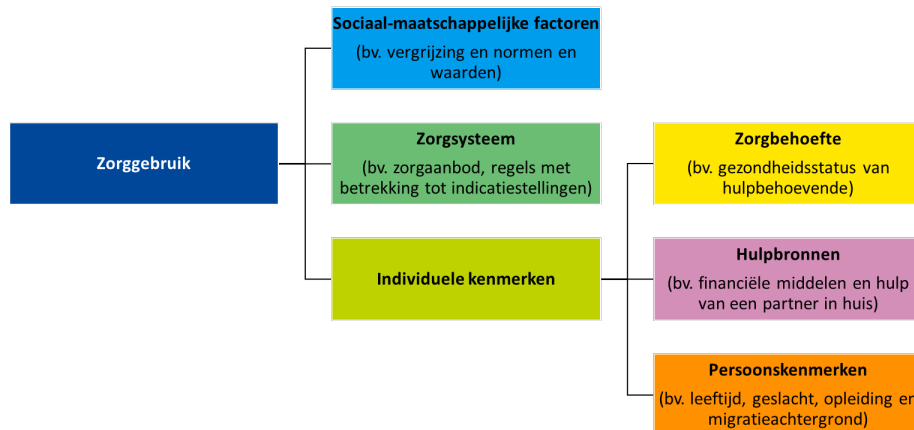 Sociaal-maatschappelijke factoren
(bv. vergrijzing en normen en
waarden)
Zorggebruik
Zorgsysteem
(bv. zorgaanbod, regels met
betrekking tot indicatiestellingen)
Zorgbehoefte
(bv. gezondheidsstatus van
hulpbehoevende)
Individuele kenmerken
Hulpbronnen
(bv. financiële middelen en hulp
van een partner in huis)
Persoonskenmerken
(bv. leeftijd, geslacht, opleiding en
migratieachtergrond)